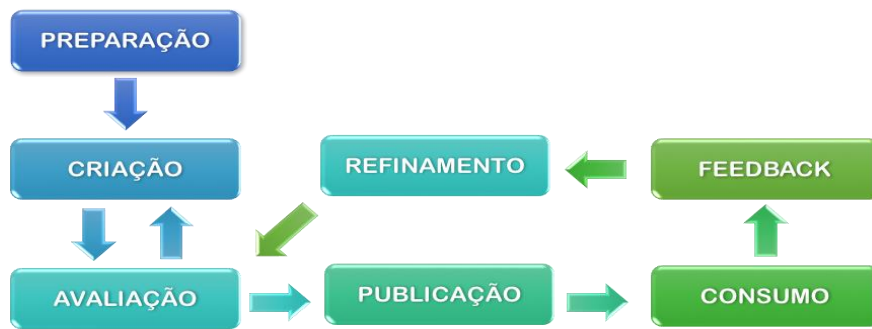 PREPARAÇÃO
CRIAÇÃO
REFINAMENTO
FEEDBACK
AVALIAÇÃO
PUBLICAÇÃO
CONSUMO